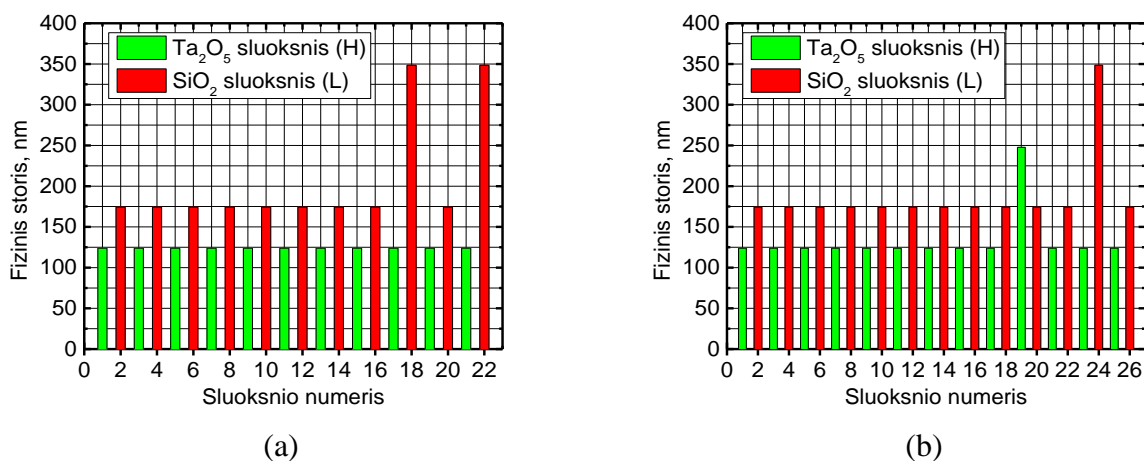 400
350
300
250
200
150
100
50
0
Fizinis storis, nm
Ta2O5 sluoksnis (H)
SiO2 sluoksnis (L)
0 2 4 6 8 10 12 14 16 18 20 22
Sluoksnio numeris
(a)
400
350
300
250
200
150
100
50
0
Fizinis storis, nm
Ta2O5 sluoksnis (H)
SiO2 sluoksnis (L)
0 2 4 6 8 10 12 14 16 18 20 22 24 26
Sluoksnio numeris
(b)